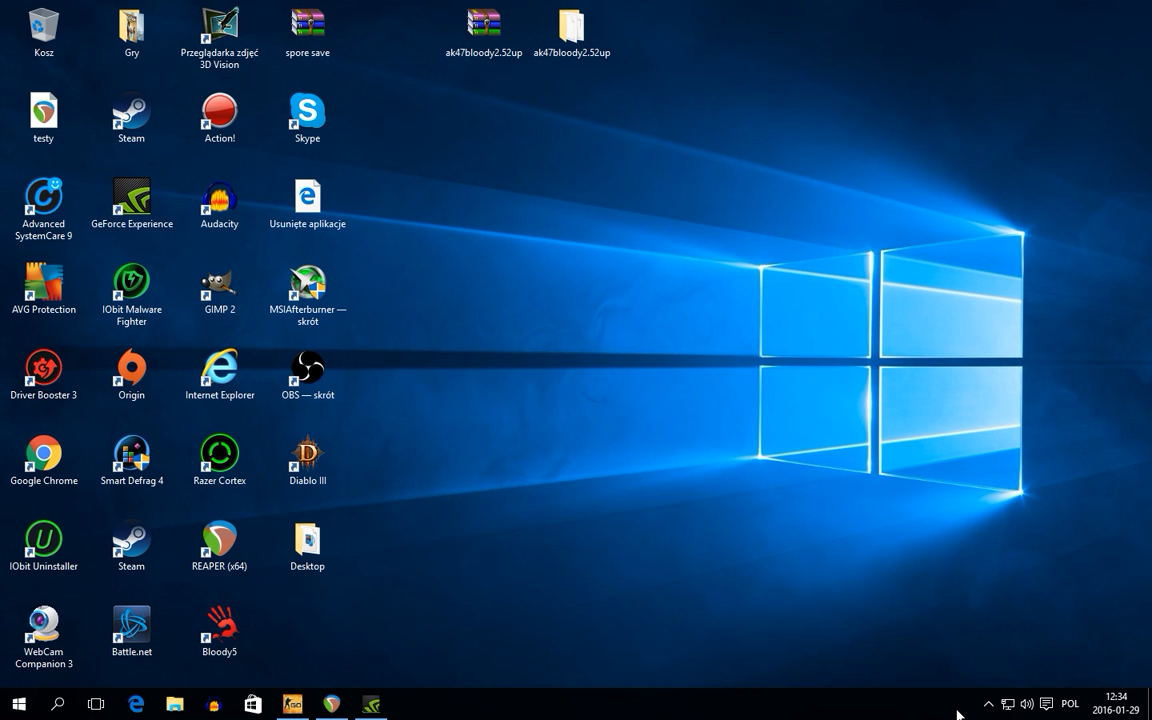 Kosz
Gry
Przeglądarka zdjęć
3D Vision
spore save
ak47bloody2.52up
ak47bloody2.52up
testy
Steam
Action!
Skype
Advanced
SystemCare 9
GeForce Experience
Audacity
Usunięte aplikacje
AVG Protection
IObit Malware
Fighter
GIMP 2
MSIAfterburner —
skrót
Driver Booster 3
Origin
Internet Explorer
OBS — skrót
Google Chrome
Smart Defrag 4
Razer Cortex
Diablo III
IObit Uninstaller
Steam
REAPER (x64)
Desktop
WebCam
Companion 3
Battle.net
Bloody5
GO
POL
12:34
2016-01-29